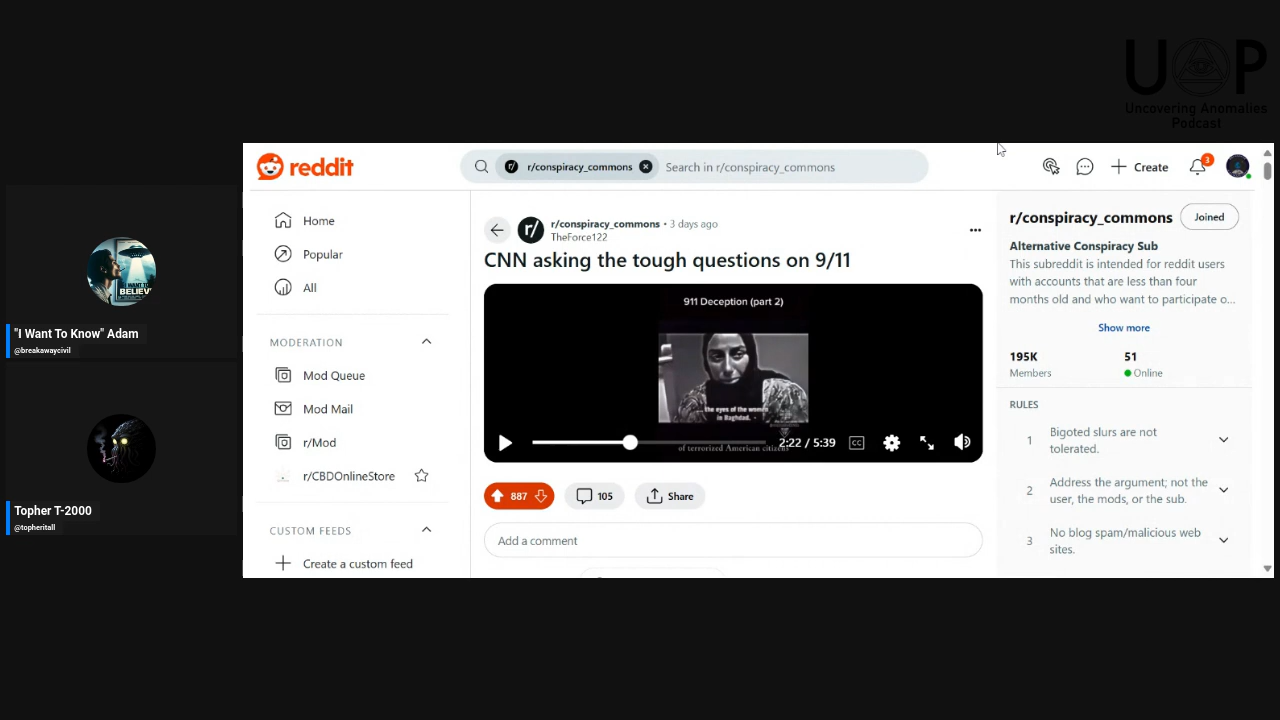 UAP
Uncovering Anomalies
Podcast
reddit
r/conspiracy_commons
Search in r/conspiracy_commons
Create
3
Home
Popular
All
MODERATION
Mod Queue
Mod Mail
r/Mod
r/CBDOnlineStore
CUSTOM FEEDS
Create a custom feed
r/
r/conspiracy_commons • 3 days ago
TheForce122
CNN asking the tough questions on 9/11
911 Deception (part 2)
...the eyes of the women
in Baghdad.
of terrorized American citizens
2:22 / 5:39
CC
887
105
Share
Add a comment
r/conspiracy_commons
Joined
Alternative Conspiracy Sub
This subreddit is intended for reddit users
with accounts that are less than four
months old and who want to participate o...
Show more
195K
51
Members
Online
RULES
1
Bigoted slurs are not
tolerated.
2
Address the argument; not the
user, the mods, or the sub.
3
No blog spam/malicious web
sites.
I WANT TO
BELIEV
"I Want To Know" Adam
@breakawaycivil
Topher T-2000
@topheritall